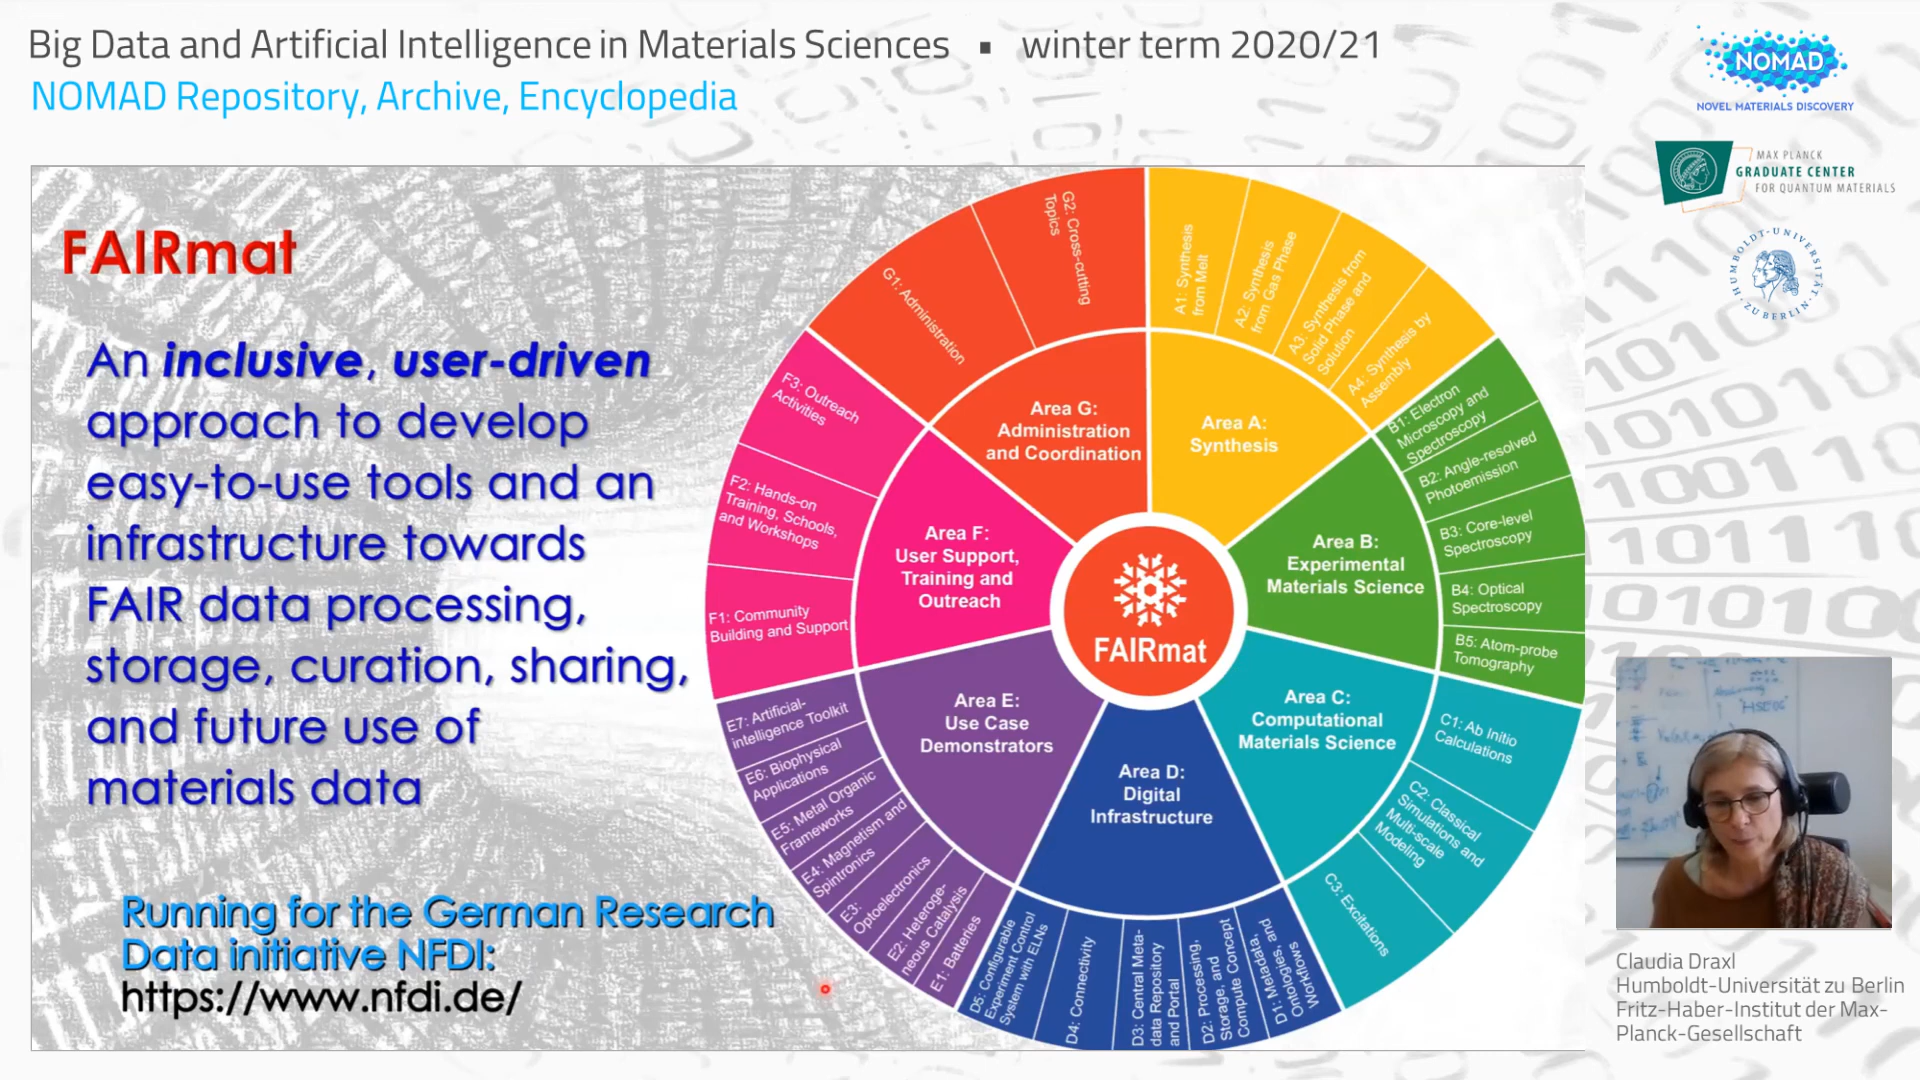 Big Data and Artificial Intelligence in Materials Sciences ▪ winter term 2020/21
NOMAD Repository, Archive, Encyclopedia
NOMAD
NOVEL MATERIALS DISCOVERY
MAX PLANCK
GRADUATE CENTER
FOR QUANTUM MATERIALS
HUMBOLDT-UNIVERSITÄT ZU BERLIN
FAIRmat
An inclusive, user-driven
approach to develop
easy-to-use tools and an
infrastructure towards
FAIR data processing,
storage, curation, sharing,
and future use of
materials data
Running for the German Research
Data initiative NFDI:
https://www.nfdi.de/
FAIRmat
Area A:
Synthesis
A1: Synthesis
from Melt
A2: Synthesis
from Gas Phase
A3: Synthesis from
Solid Phase and
Solution
A4: Synthesis by
Assembly
Area B:
Experimental
Materials Science
B1: Electron
Microscopy and
Spectroscopy
B2: Angle-resolved
Photoemission
B3: Core-level
Spectroscopy
B4: Optical
Spectroscopy
B5: Atom-probe
Tomography
Area C:
Computational
Materials Science
C1: Ab Initio
Calculations
C2: Classical
Simulations and
Multi-scale
Modeling
C3: Excitations
Area D:
Digital
Infrastructure
D1: Metadata,
Ontologies, and
Workflows
D2: Processing,
Storage, and
Compute Concept
D3: Central Meta-
data Repository
and Portal
D4: Connectivity
D5: Configurable
Experiment Control
System with ELNs
Area E:
Use Case
Demonstrators
E1: Batteries
E2: Heteroge-
neous Catalysis
E3:
Optoelectronics
E4: Magnetism and
Spintronics
E5: Metal Organic
Frameworks
E6: Biophysical
Applications
E7: Artificial-
intelligence Toolkit
Area F:
User Support,
Training and
Outreach
F1: Community
Building and Support
F2: Hands-on
Training, Schools,
and Workshops
F3: Outreach
Activities
Area G:
Administration
and Coordination
G1: Administration
G2: Cross-cutting
Topics
Claudia Draxl
Humboldt-Universität zu Berlin
Fritz-Haber-Institut der Max-
Planck-Gesellschaft